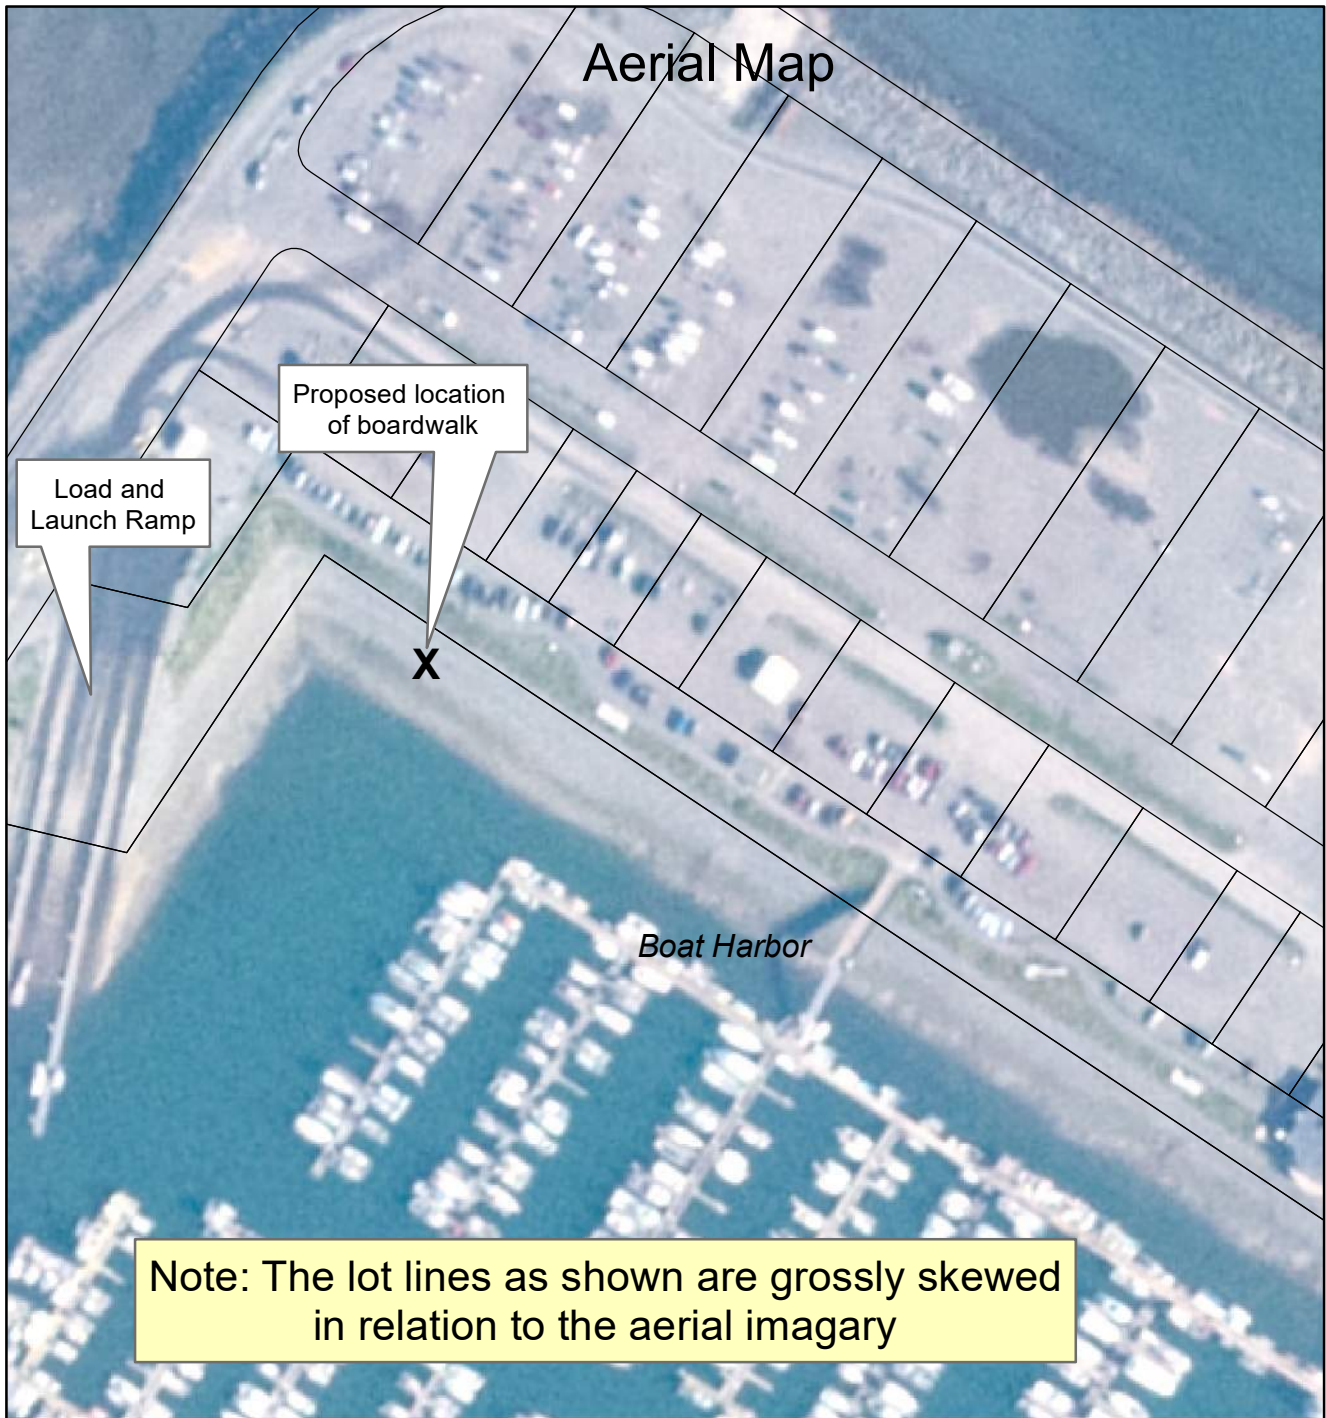 Aerial Map
Proposed location
of boardwalk
Load and
Launch Ramp
X
Boat Harbor
Note: The lot lines as shown are grossly skewed
in relation to the aerial imagary